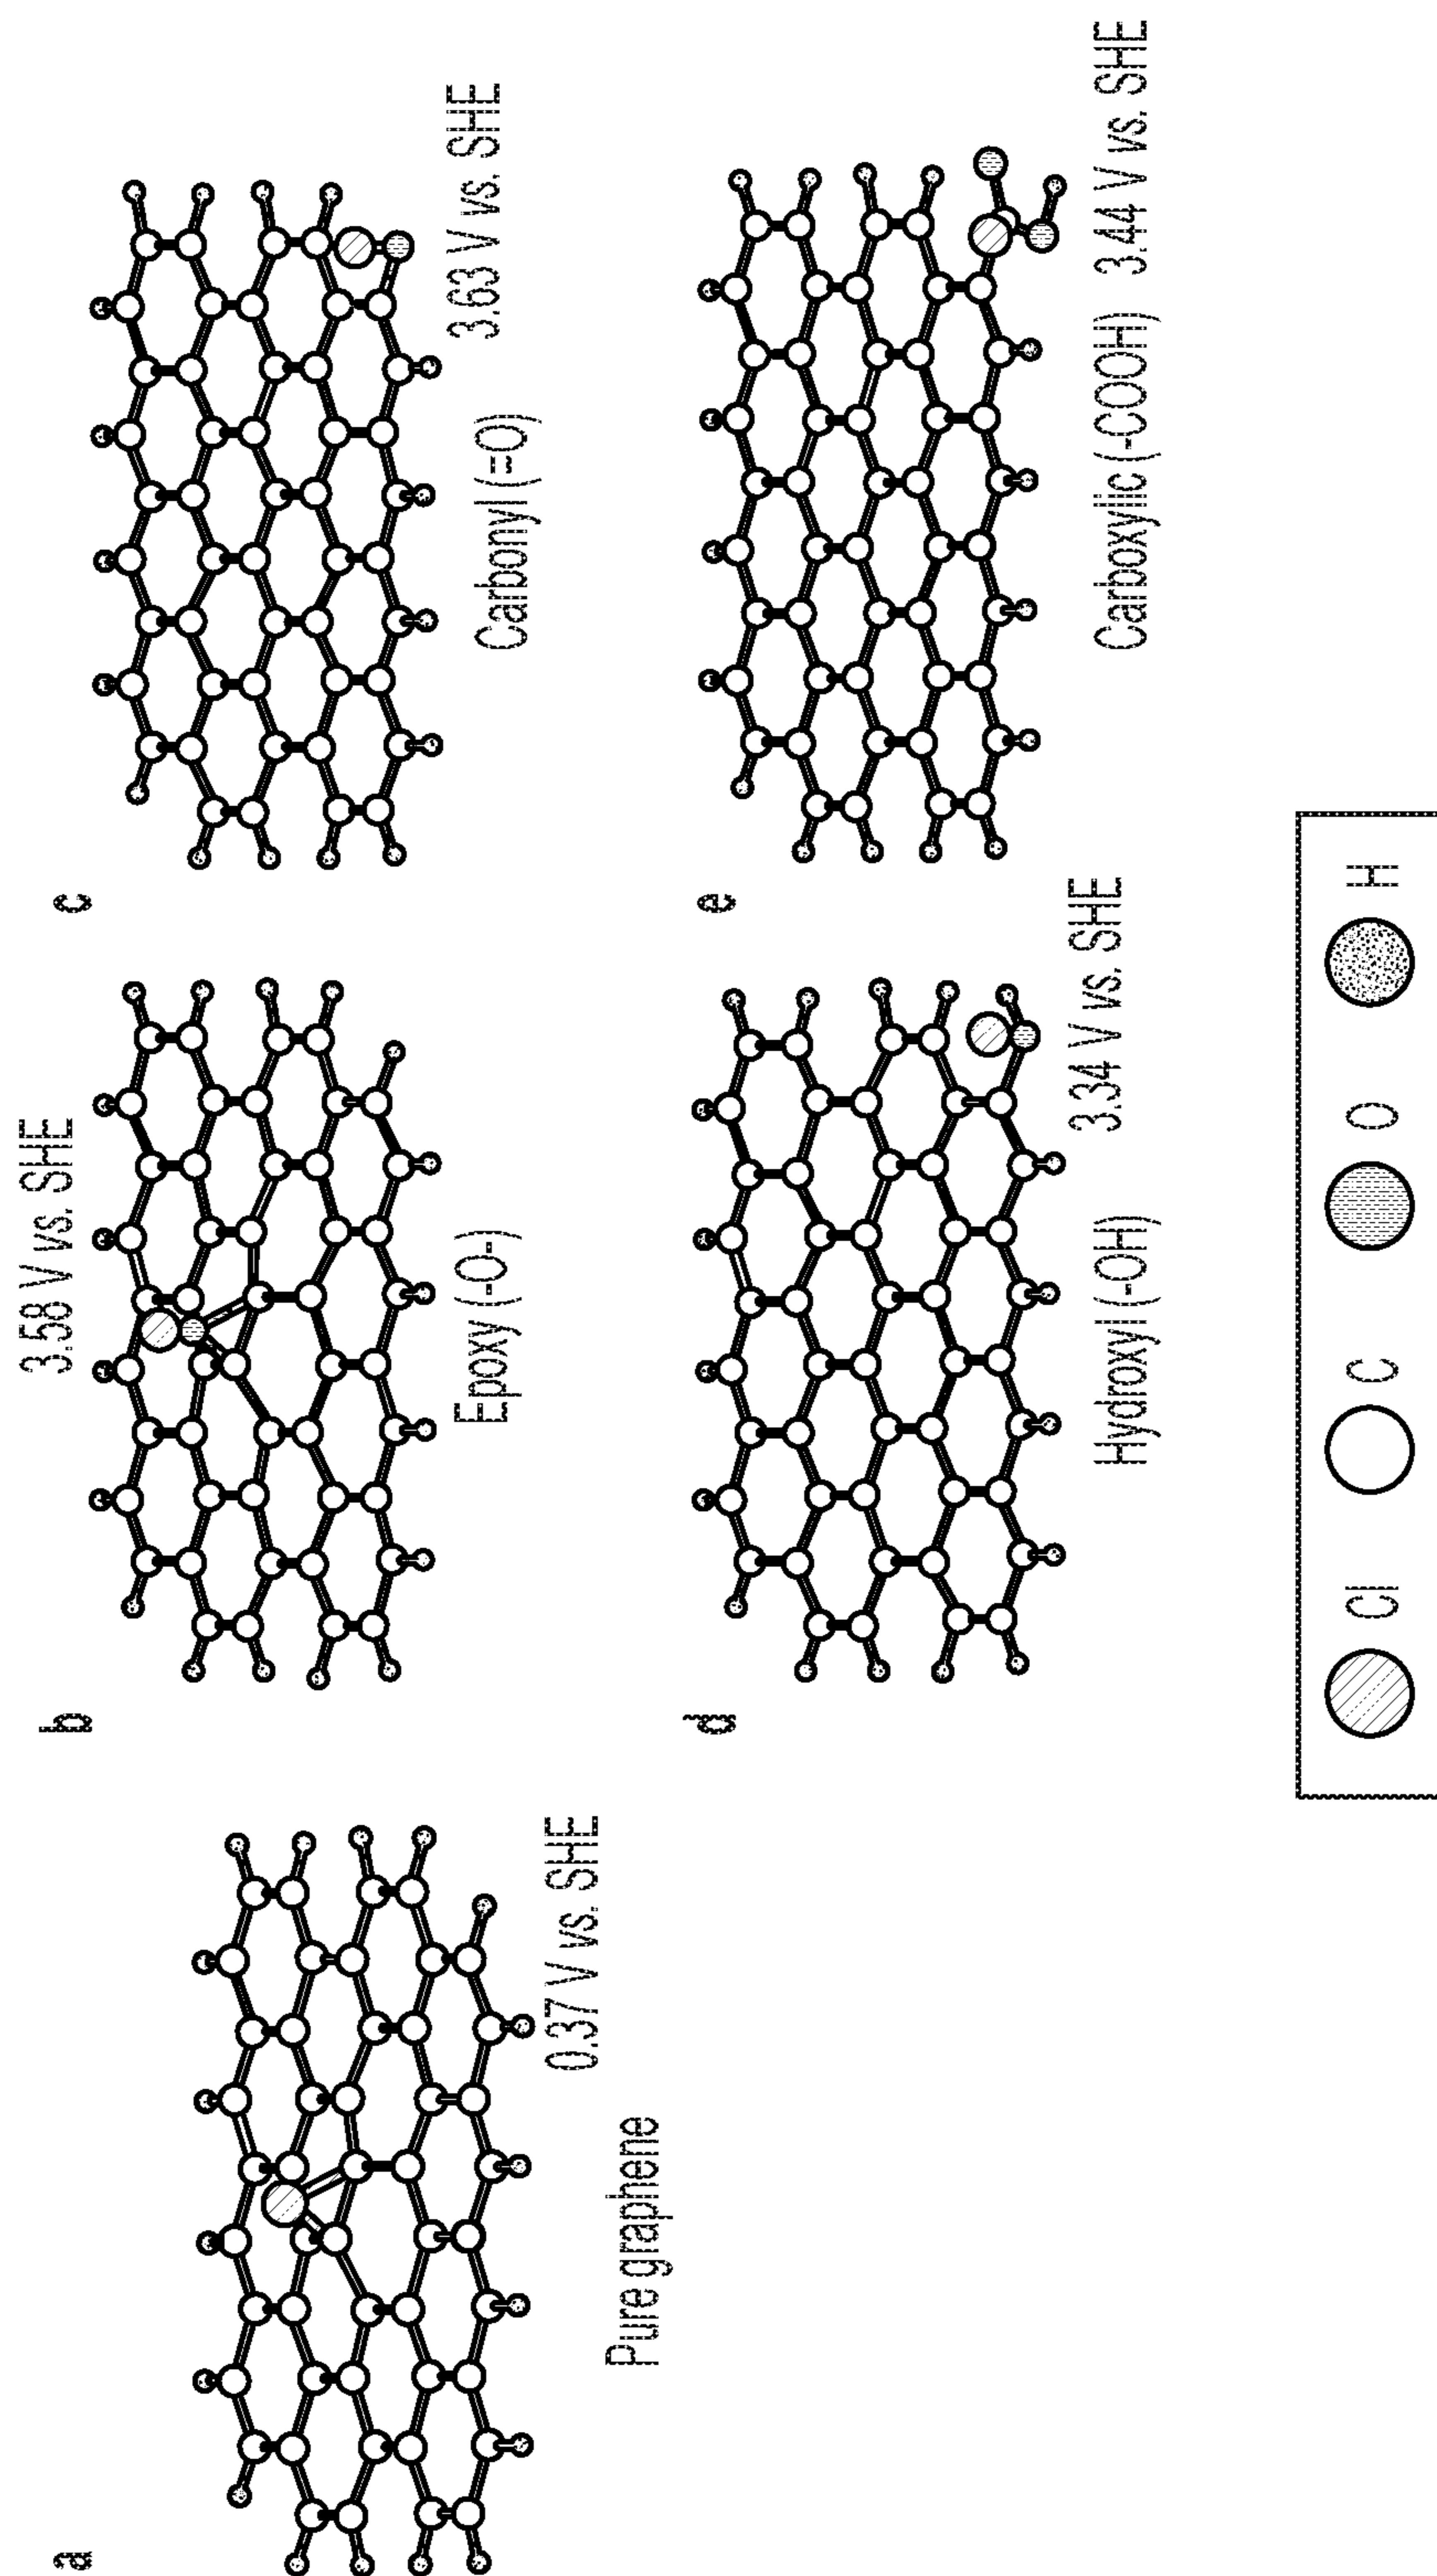 a
0.37 V vs. SHE
Pure graphene
b
3.58 V vs. SHE
Epoxy (-O-)
c
3.63 V vs. SHE
Carbonyl (=O)
d
3.34 V vs. SHE
Hydroxyl (-OH)
e
Carboxylic (-COOH) 3.44 V vs. SHE
Cl C O H